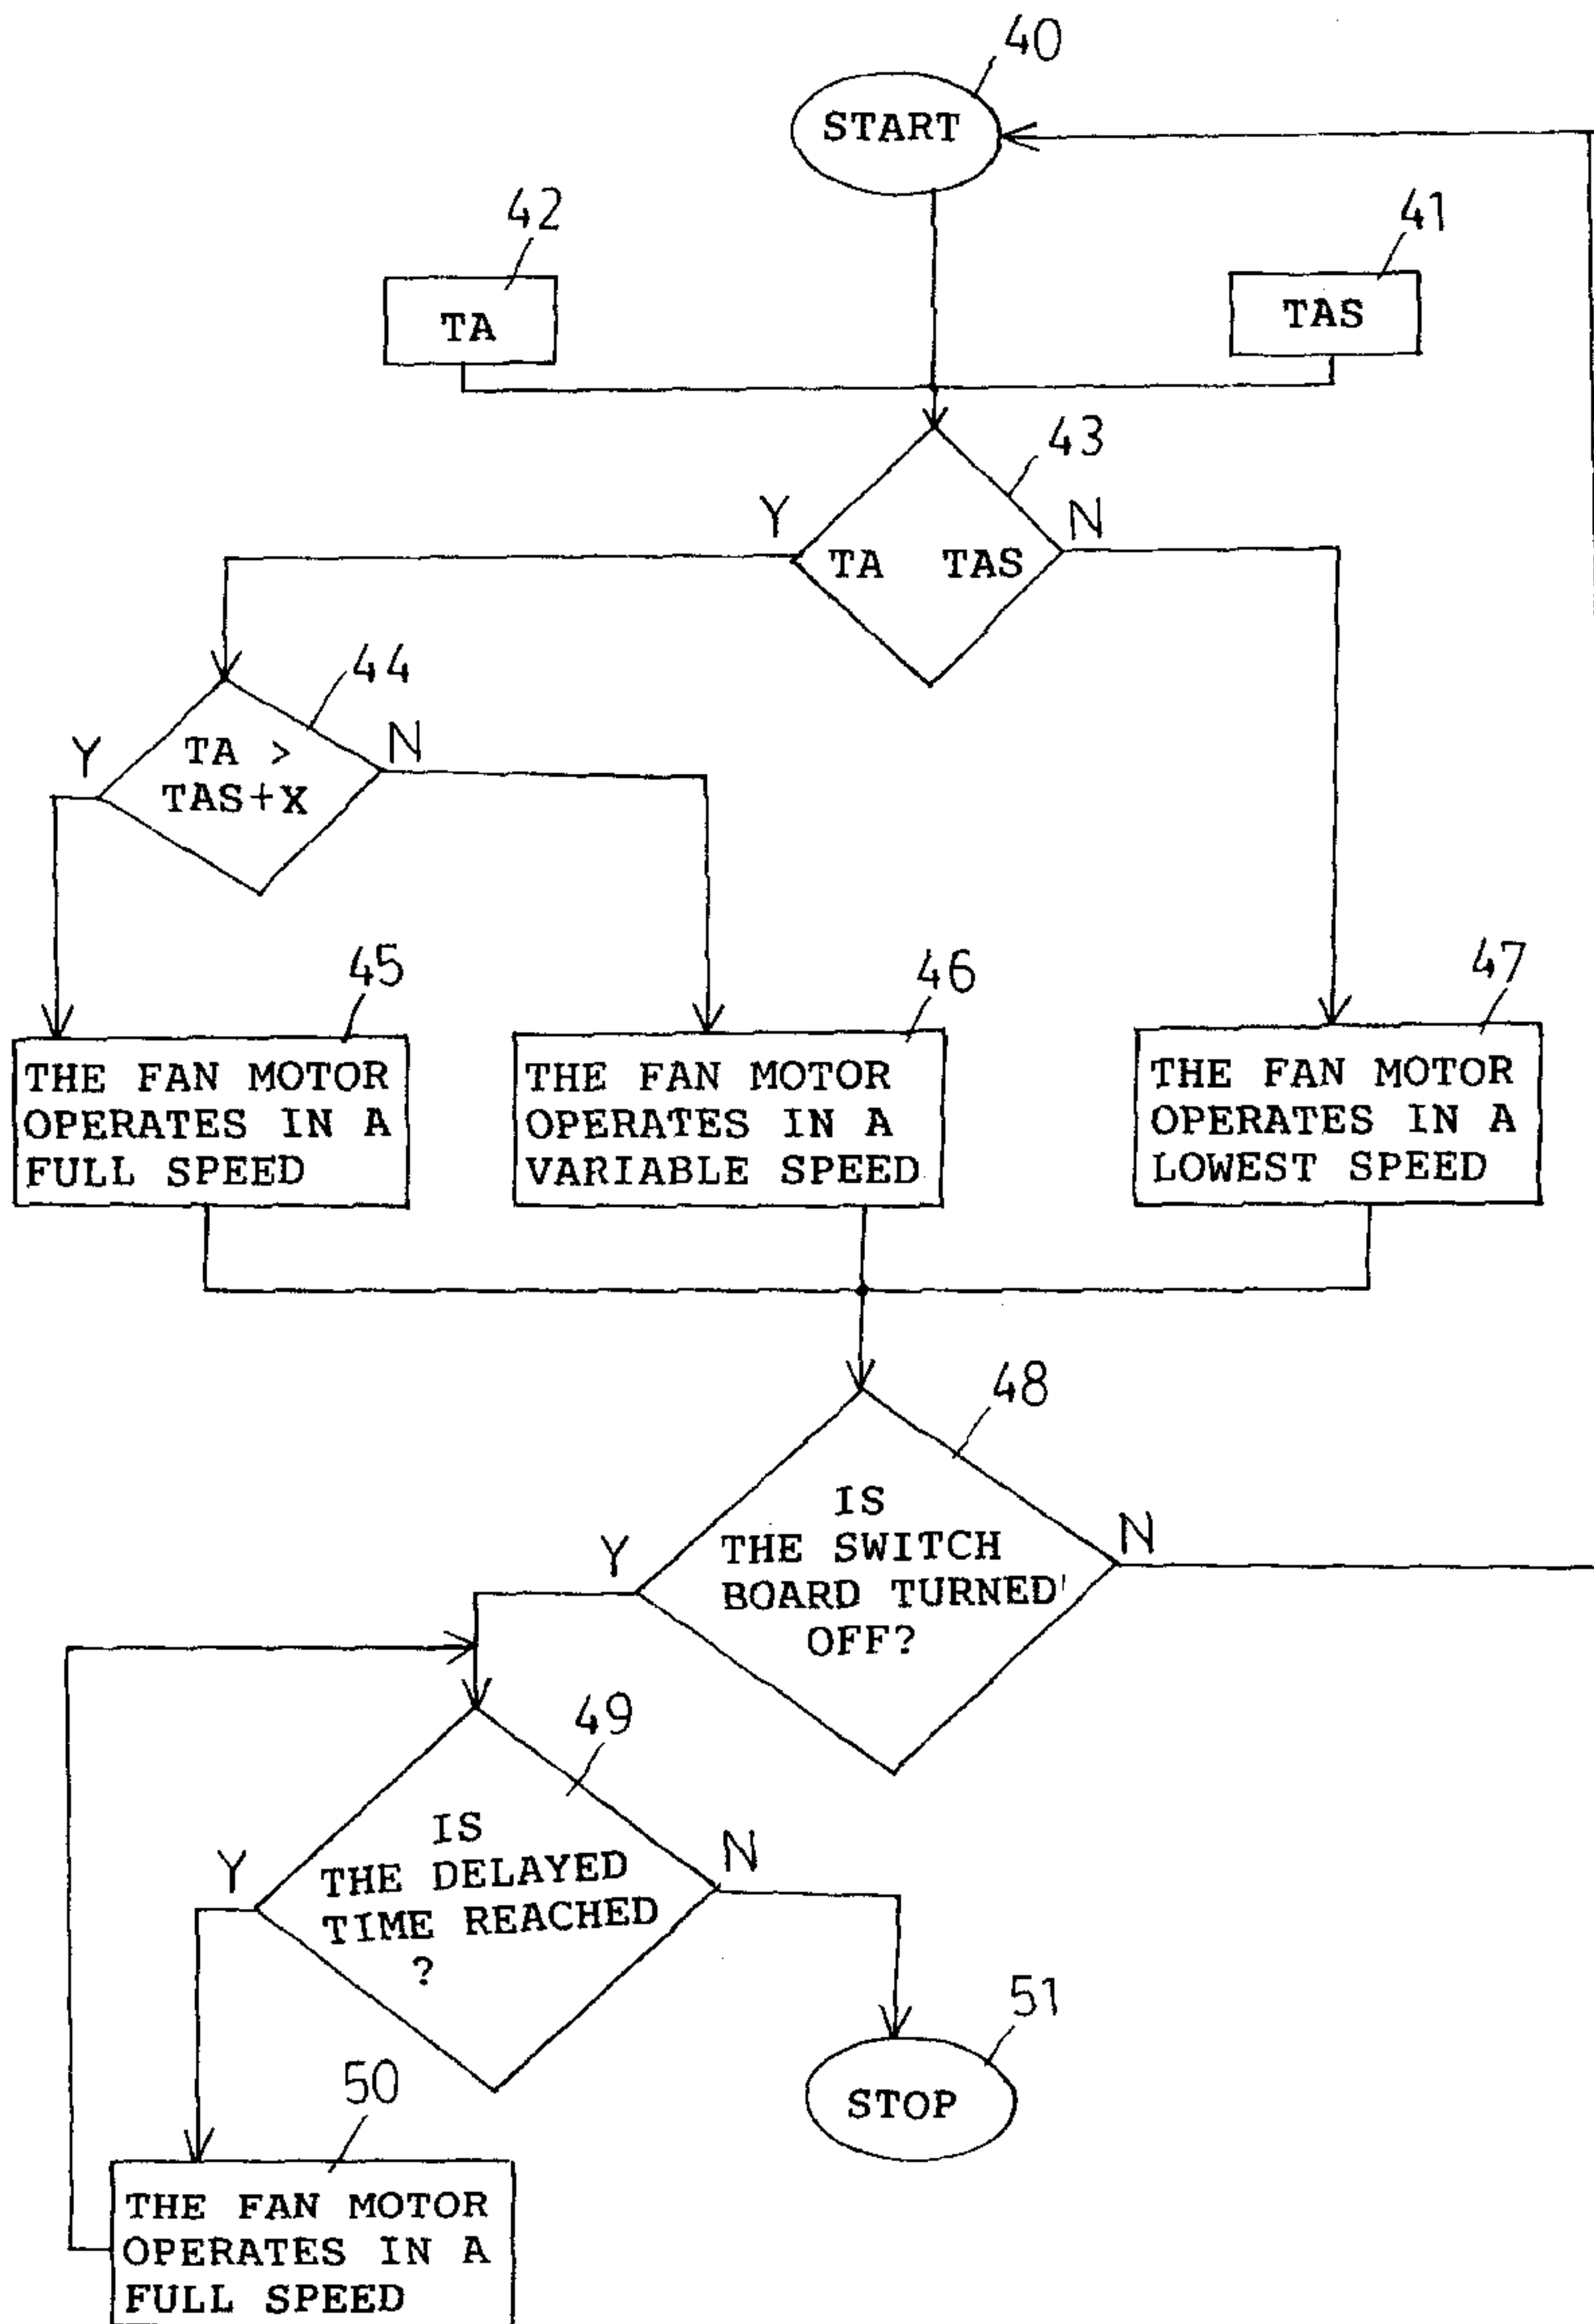 40
START
42
41
TA
TAS
43
Y
N
TA TAS
44
Y
N
TA >
TAS+X
45
46
47
THE FAN MOTOR
OPERATES IN A
FULL SPEED
THE FAN MOTOR
OPERATES IN A
VARIABLE SPEED
THE FAN MOTOR
OPERATES IN A
LOWEST SPEED
48
Y
N
IS
THE SWITCH
BOARD TURNED
OFF?
49
Y
N
IS
THE DELAYED
TIME REACHED
?
51
STOP
50
THE FAN MOTOR
OPERATES IN A
FULL SPEED